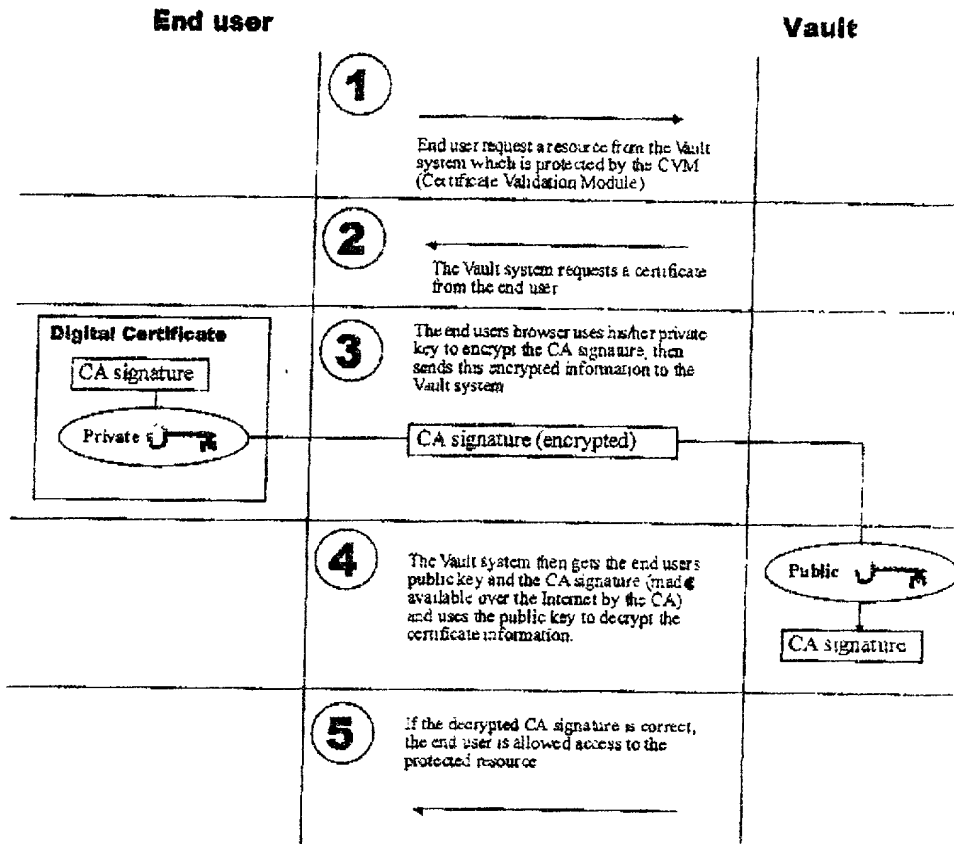 End user
Vault
1
End user request a resource from the Vault
system which is protected by the CVM
(Certificate Validation Module)
2
The Vault system requests a certificate
from the end user
Digital Certificate
CA signature
Private
3
The end users browser uses his/her private
key to encrypt the CA signature, then
sends this encrypted information to the
Vault system
CA signature (encrypted)
4
The Vault system then gets the end users
public key and the CA signature (made
available over the Internet by the CA)
and uses the public key to decrypt the
certificate information.
Public
CA signature
5
If the decrypted CA signature is correct,
the end user is allowed access to the
protected resource